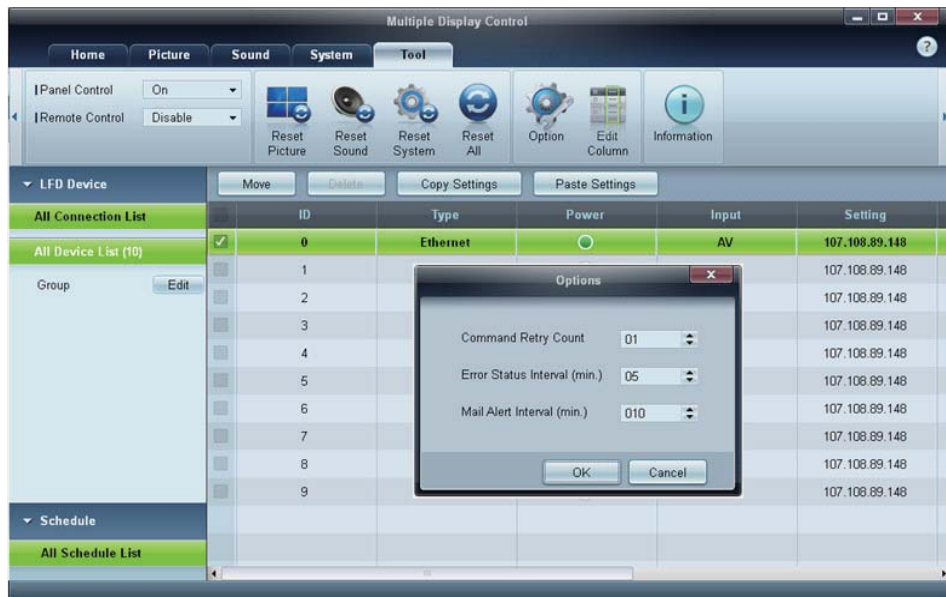 Multiple Display Control
Home Picture Sound System Tool
Panel Control On
Remote Control Disable
Reset Picture
Reset Sound
Reset System
Reset All
Option
Edit Column
Information
LFD Device
Move Delete Copy Settings Paste Settings
All Connection List
ID Type Power Input Setting
All Device List (10)
0 Ethernet AV 107.108.89.148
Group Edit
1 107.108.89.148
2 107.108.89.148
3 107.108.89.148
4 107.108.89.148
5 107.108.89.148
6 107.108.89.148
7 107.108.89.148
8 107.108.89.148
9 107.108.89.148
Options
Command Retry Count 01
Error Status Interval (min.) 05
Mail Alert Interval (min.) 010
OK Cancel
Schedule
All Schedule List